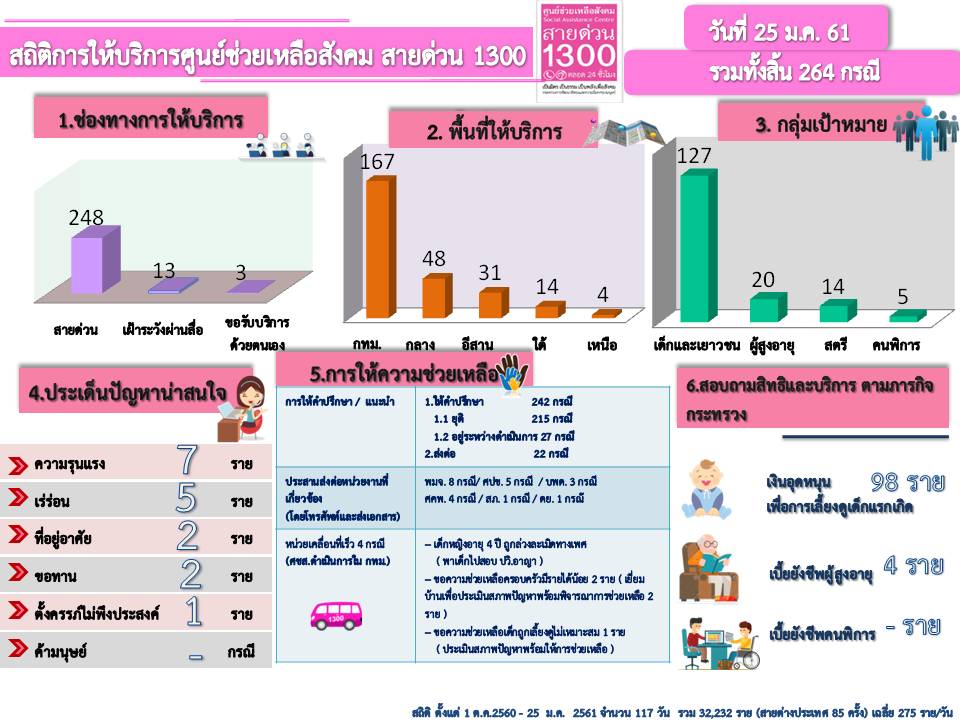 สถิติการให้บริการศูนย์ช่วยเหลือสังคม สายด่วน 1300
ศูนย์ช่วยเหลือสังคม
Social Assistance Centre
สายด่วน
1300
ตลอด 24 ชั่วโมง
เป็นมิตร เป็นธรรม เป็นพลังเพื่อสังคม
วันที่ 25 ม.ค. 61
รวมทั้งสิ้น 264 กรณี
1.ช่องทางการให้บริการ
248
13
3
สายด่วน
เฝ้าระวังผ่านสื่อ
ขอรับบริการ
ด้วยตนเอง
2. พื้นที่ให้บริการ
167
48
31
14
4
กทม.
กลาง
อีสาน
ใต้
เหนือ
3. กลุ่มเป้าหมาย
127
20
14
5
เด็กและเยาวชน
ผู้สูงอายุ
สตรี
คนพิการ
4.ประเด็นปัญหาน่าสนใจ
ความรุนแรง 7 ราย
เร่ร่อน 5 ราย
ที่อยู่อาศัย 2 ราย
ขอทาน 2 ราย
ตั้งครรภ์ไม่พึงประสงค์ 1 ราย
ค้ามนุษย์ - กรณี
5.การให้ความช่วยเหลือ
การให้คำปรึกษา / แนะนำ
1.ให้คำปรึกษา 242 กรณี
1.1 ยุติ 215 กรณี
1.2 อยู่ระหว่างดำเนินการ 27 กรณี
2.ส่งต่อ 22 กรณี
ประสานส่งต่อหน่วยงานที่
เกี่ยวข้อง
(โดยโทรศัพท์และส่งเอกสาร)
พมจ. 8 กรณี/ ศปข. 5 กรณี / บพด. 3 กรณี
ศคพ. 4 กรณี / สภ. 1 กรณี / ดย. 1 กรณี
หน่วยเคลื่อนที่เร็ว 4 กรณี
(ศชส.ดำเนินการใน กทม.)
1300
– เด็กหญิงอายุ 4 ปี ถูกล่วงละเมิดทางเพศ
( พาเด็กไปสอบ ปวิ.อาญา )
– ขอความช่วยเหลือครอบครัวมีรายได้น้อย 2 ราย ( เยี่ยม
บ้านเพื่อประเมินสภาพปัญหาพร้อมพิจารณาการช่วยเหลือ 2
ราย )
– ขอความช่วยเหลือเด็กถูกเลี้ยงดูไม่เหมาะสม 1 ราย
( ประเมินสภาพปัญหาพร้อมให้การช่วยเหลือ )
6.สอบถามสิทธิและบริการ ตามภารกิจ
กระทรวง
เงินอุดหนุน 98 ราย
เพื่อการเลี้ยงดูเด็กแรกเกิด
เบี้ยยังชีพผู้สูงอายุ 4 ราย
เบี้ยยังชีพคนพิการ - ราย
สถิติ ตั้งแต่ 1 ต.ค.2560 - 25 ม.ค. 2561 จำนวน 117 วัน รวม 32,232 ราย (สายต่างประเทศ 85 ครั้ง) เฉลี่ย 275 ราย/วัน